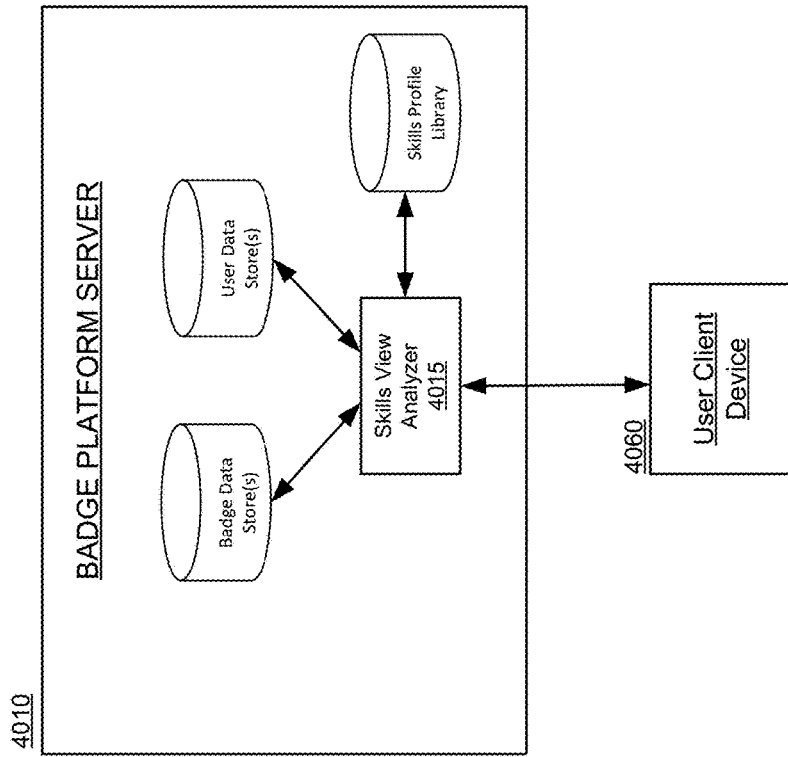 4010
BADGE PLATFORM SERVER
Badge Data
Store(s)
User Data
Store(s)
Skills View
Analyzer
4015
Skills Profile
Library
4060
User Client
Device